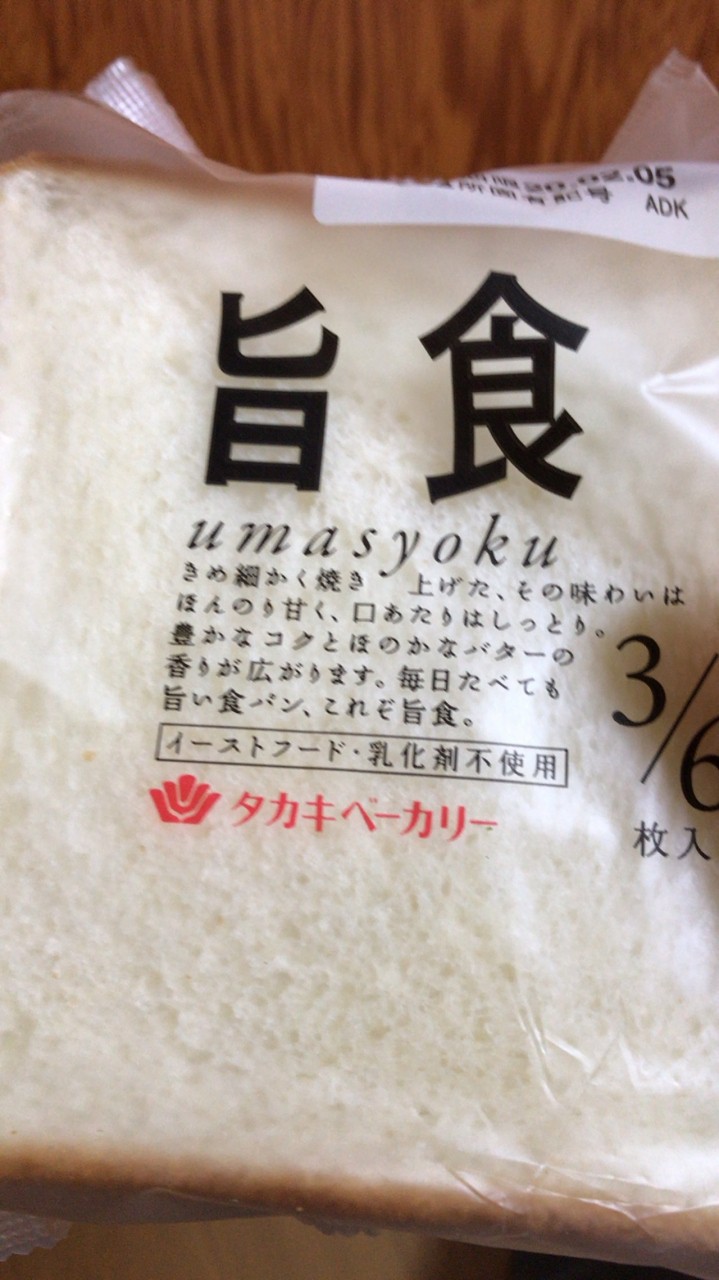 20.02.05
ADK
旨食
umasyoku
きめ細かく焼き 上げた、その味わいは
ほんのり甘く、口あたりはしっとり。
豊かなコクとほのかなバターの
香りが広がります。毎日たべても
旨い食パン、これぞ旨食。
3/6
枚入
イーストフード・乳化剤不使用
タカキベーカリー